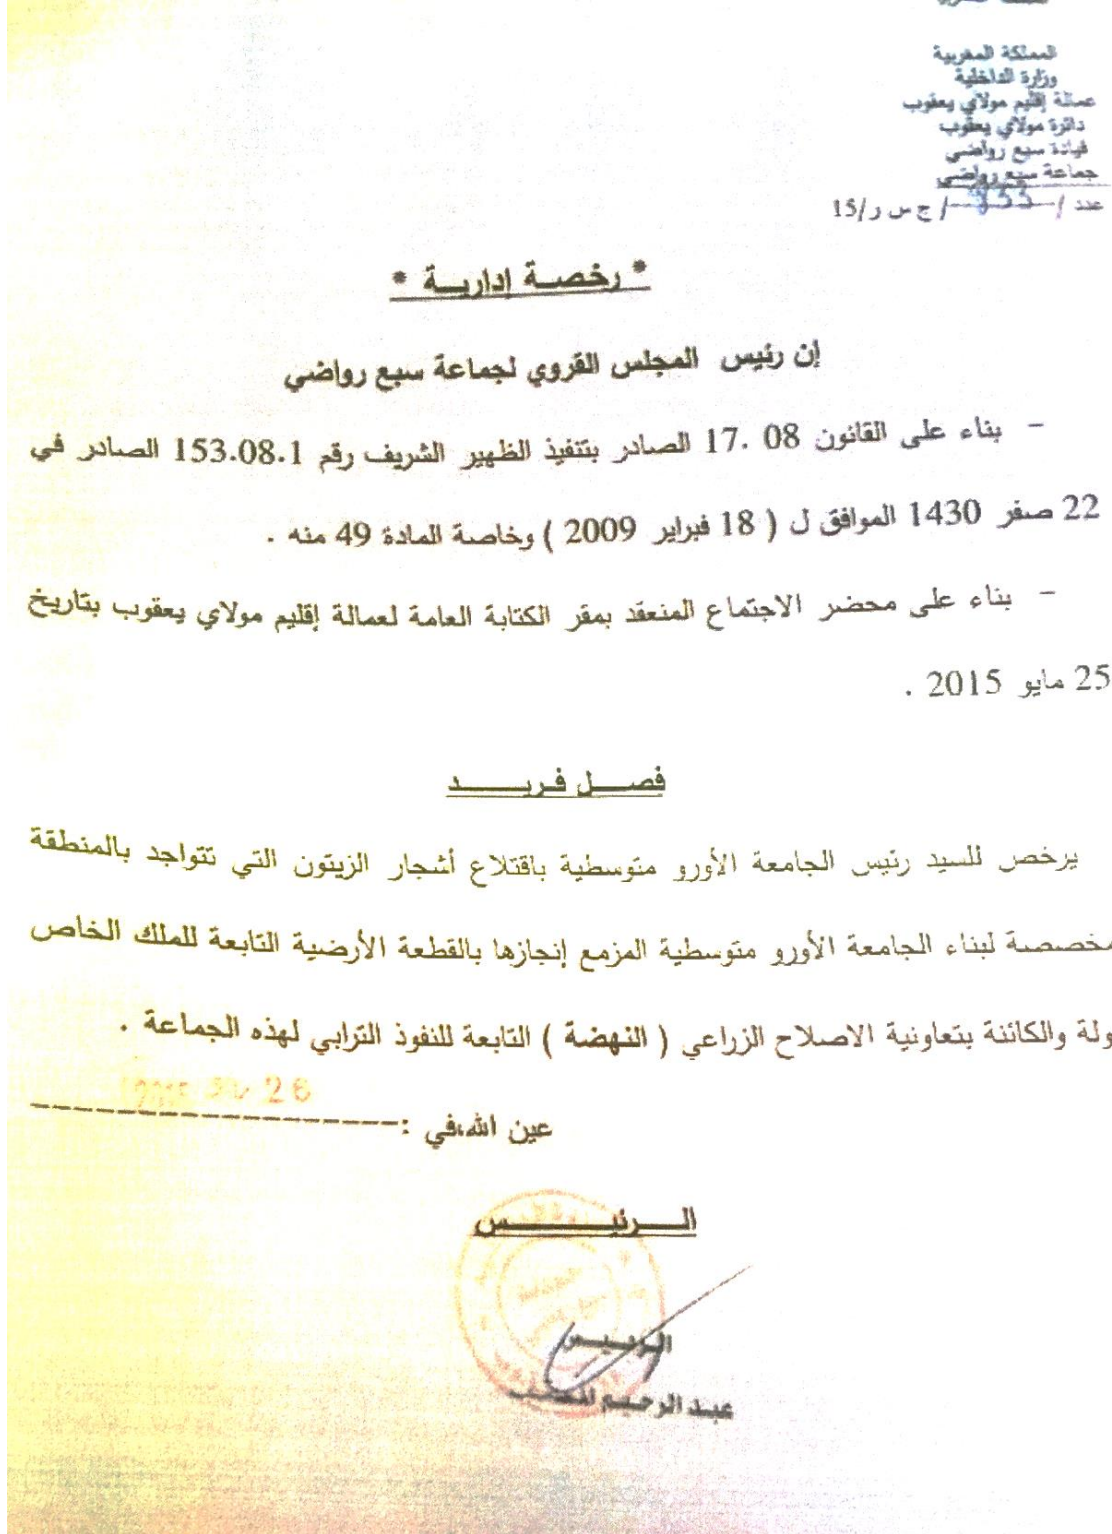 المملكة المغربية
وزارة الداخلية
عمالة إقليم مولاي يعقوب
دائرة مولاي يعقوب
قيادة سبع رواضي
جماعة سبع رواضي
عدد / 333 / ج س ر/15
* رخصة إدارية *
إن رئيس المجلس القروي لجماعة سبع رواضي
- بناء على القانون 08 .17 الصادر بتنفيذ الظهير الشريف رقم 153.08.1 الصادر في
22 صفر 1430 الموافق ل ( 18 فبراير 2009 ) وخاصة المادة 49 منه .
- بناء على محضر الاجتماع المنعقد بمقر الكتابة العامة لعمالة إقليم مولاي يعقوب بتاريخ
25 مايو 2015 .
فصل فريد
يرخص للسيد رئيس الجامعة الأورو متوسطية باقتلاع أشجار الزيتون التي تتواجد بالمنطقة
مخصصة لبناء الجامعة الأورو متوسطية المزمع إنجازها بالقطعة الأرضية التابعة للملك الخاص
ولة والكائنة بتعاونية الاصلاح الزراعي ( النهضة ) التابعة للنفوذ الترابي لهذه الجماعة .
عين الله،في :
26
الرئيس
الرئيس
عبد الرحيم